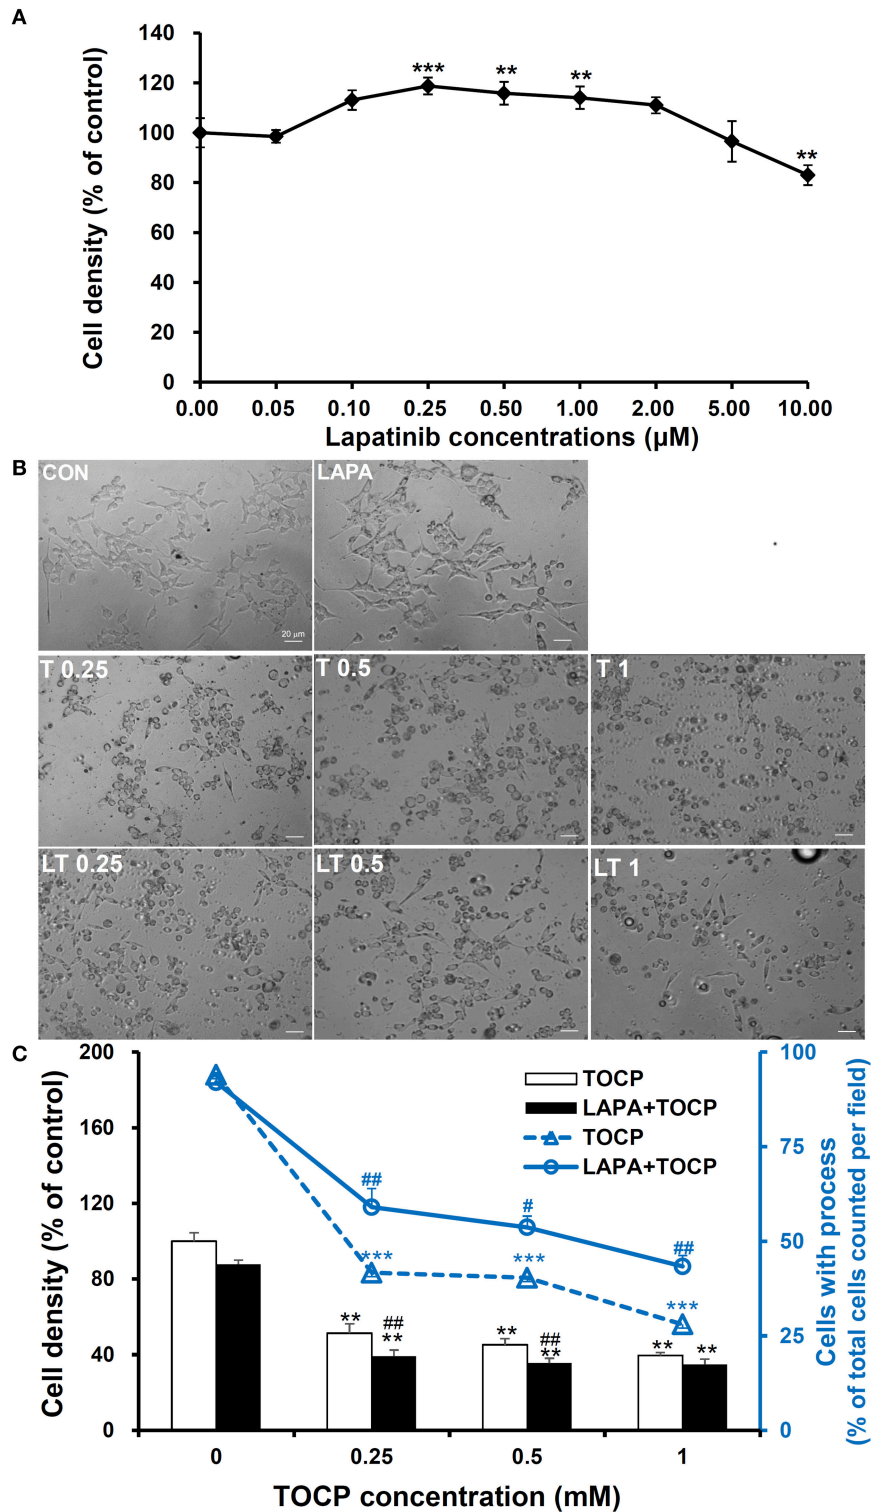 A
140
120
100
80
60
40
20
0
Cell density (% of control)
***
**
**
**
0.00 0.05 0.10 0.25 0.50 1.00 2.00 5.00 10.00
Lapatinib concentrations (µM)
B
CON
LAPA
20 µm
T 0.25
T 0.5
T 1
LT 0.25
LT 0.5
LT 1
C
200
160
120
80
40
0
Cell density (% of control)
TOCP
LAPA+TOCP
TOCP
LAPA+TOCP
##
#
##
***
***
***
**
##
**
**
##
**
**
**
100
75
50
25
0
Cells with process
(% of total cells counted per field)
0 0.25 0.5 1
TOCP concentration (mM)